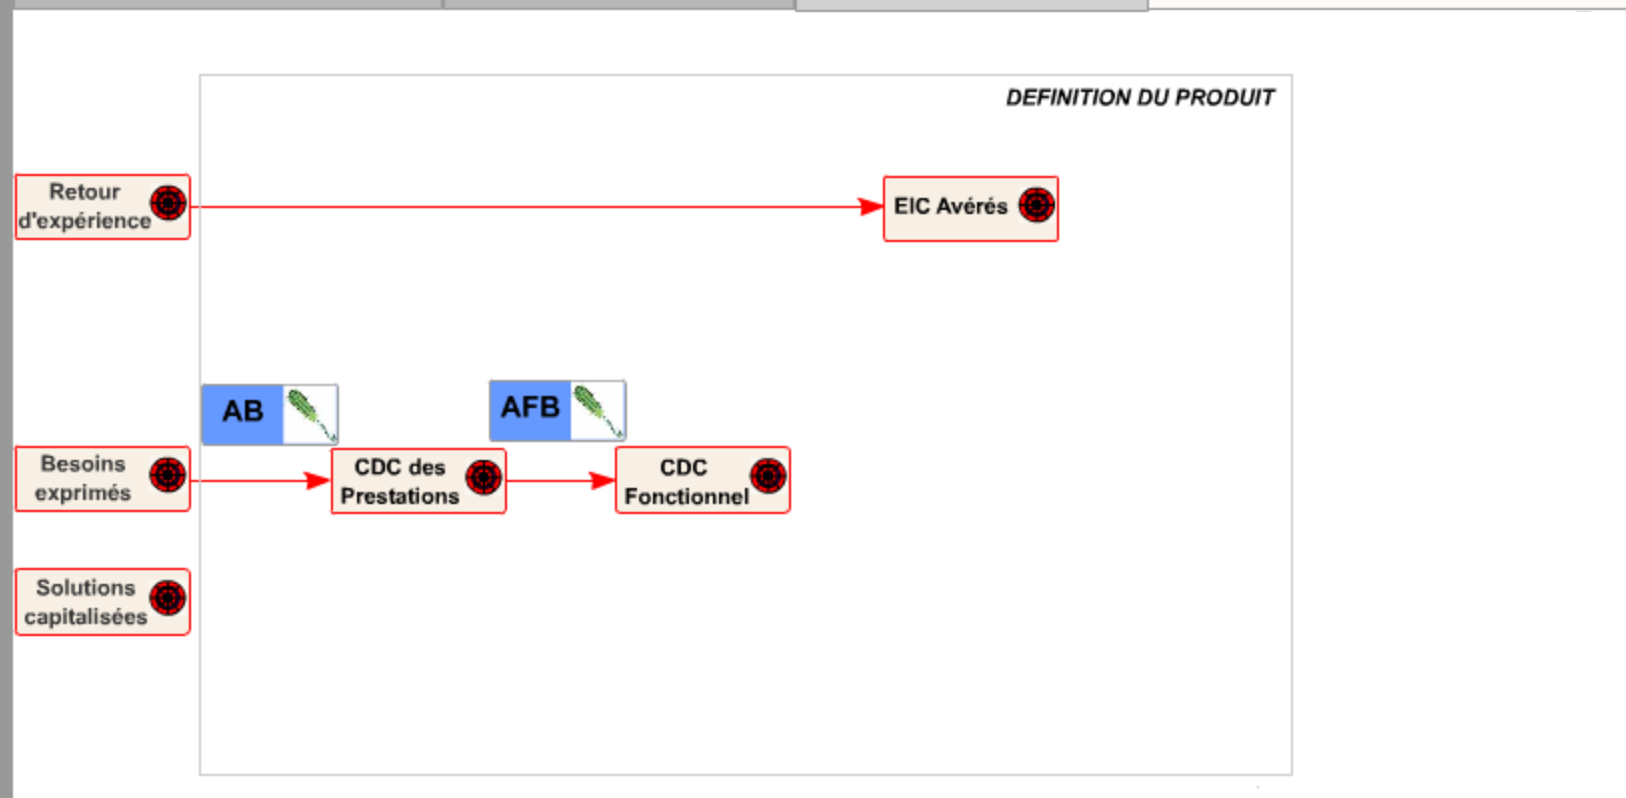 DEFINITION DU PRODUIT
Retour
d'expérience
EIC Avérés
AB
AFB
Besoins
exprimés
CDC des
Prestations
CDC
Fonctionnel
Solutions
capitalisées